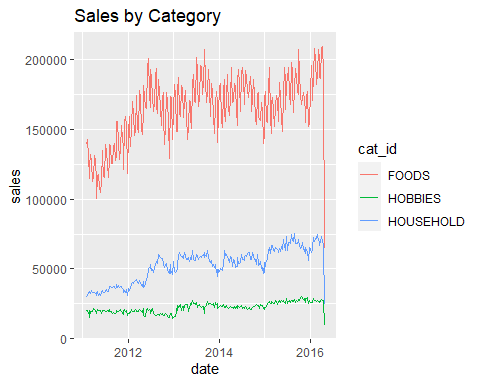 Sales by Category
200000
150000
100000
50000
0
sales
2012
2014
2016
date
cat_id
FOODS
HOBBIES
HOUSEHOLD